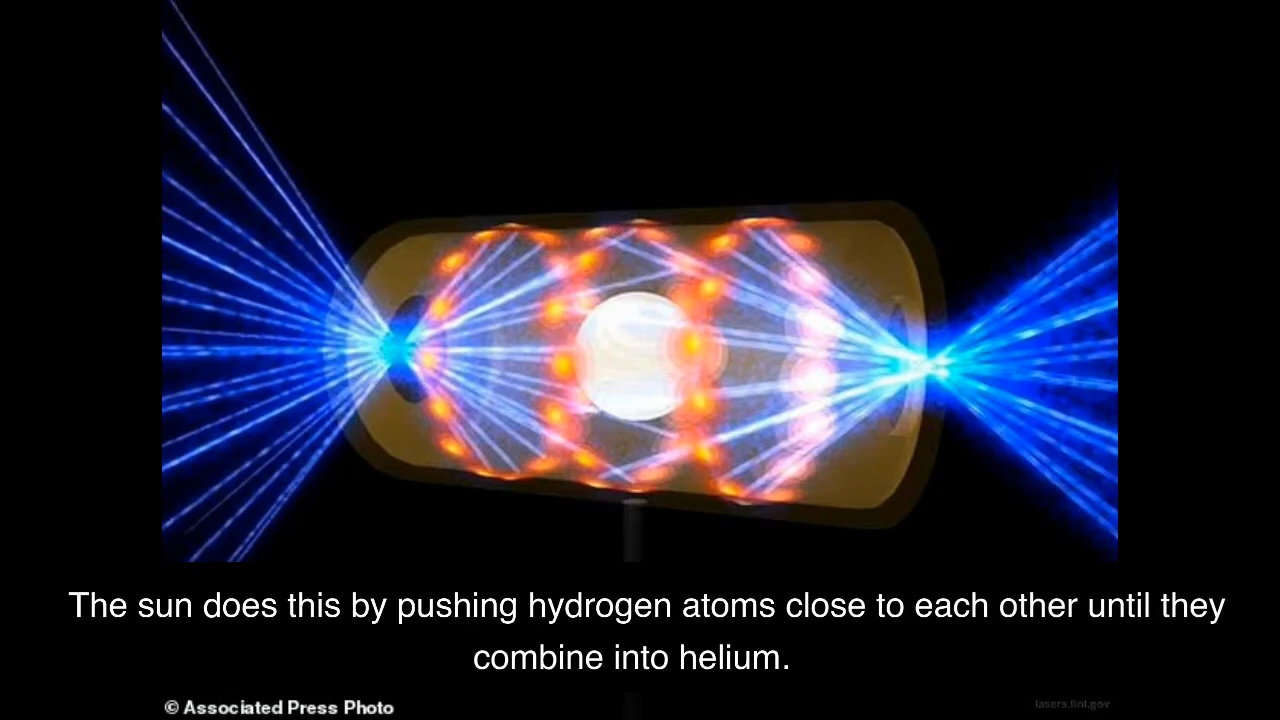 The sun does this by pushing hydrogen atoms close to each other until they
combine into helium.
© Associated Press Photo
lasers.llnl.gov